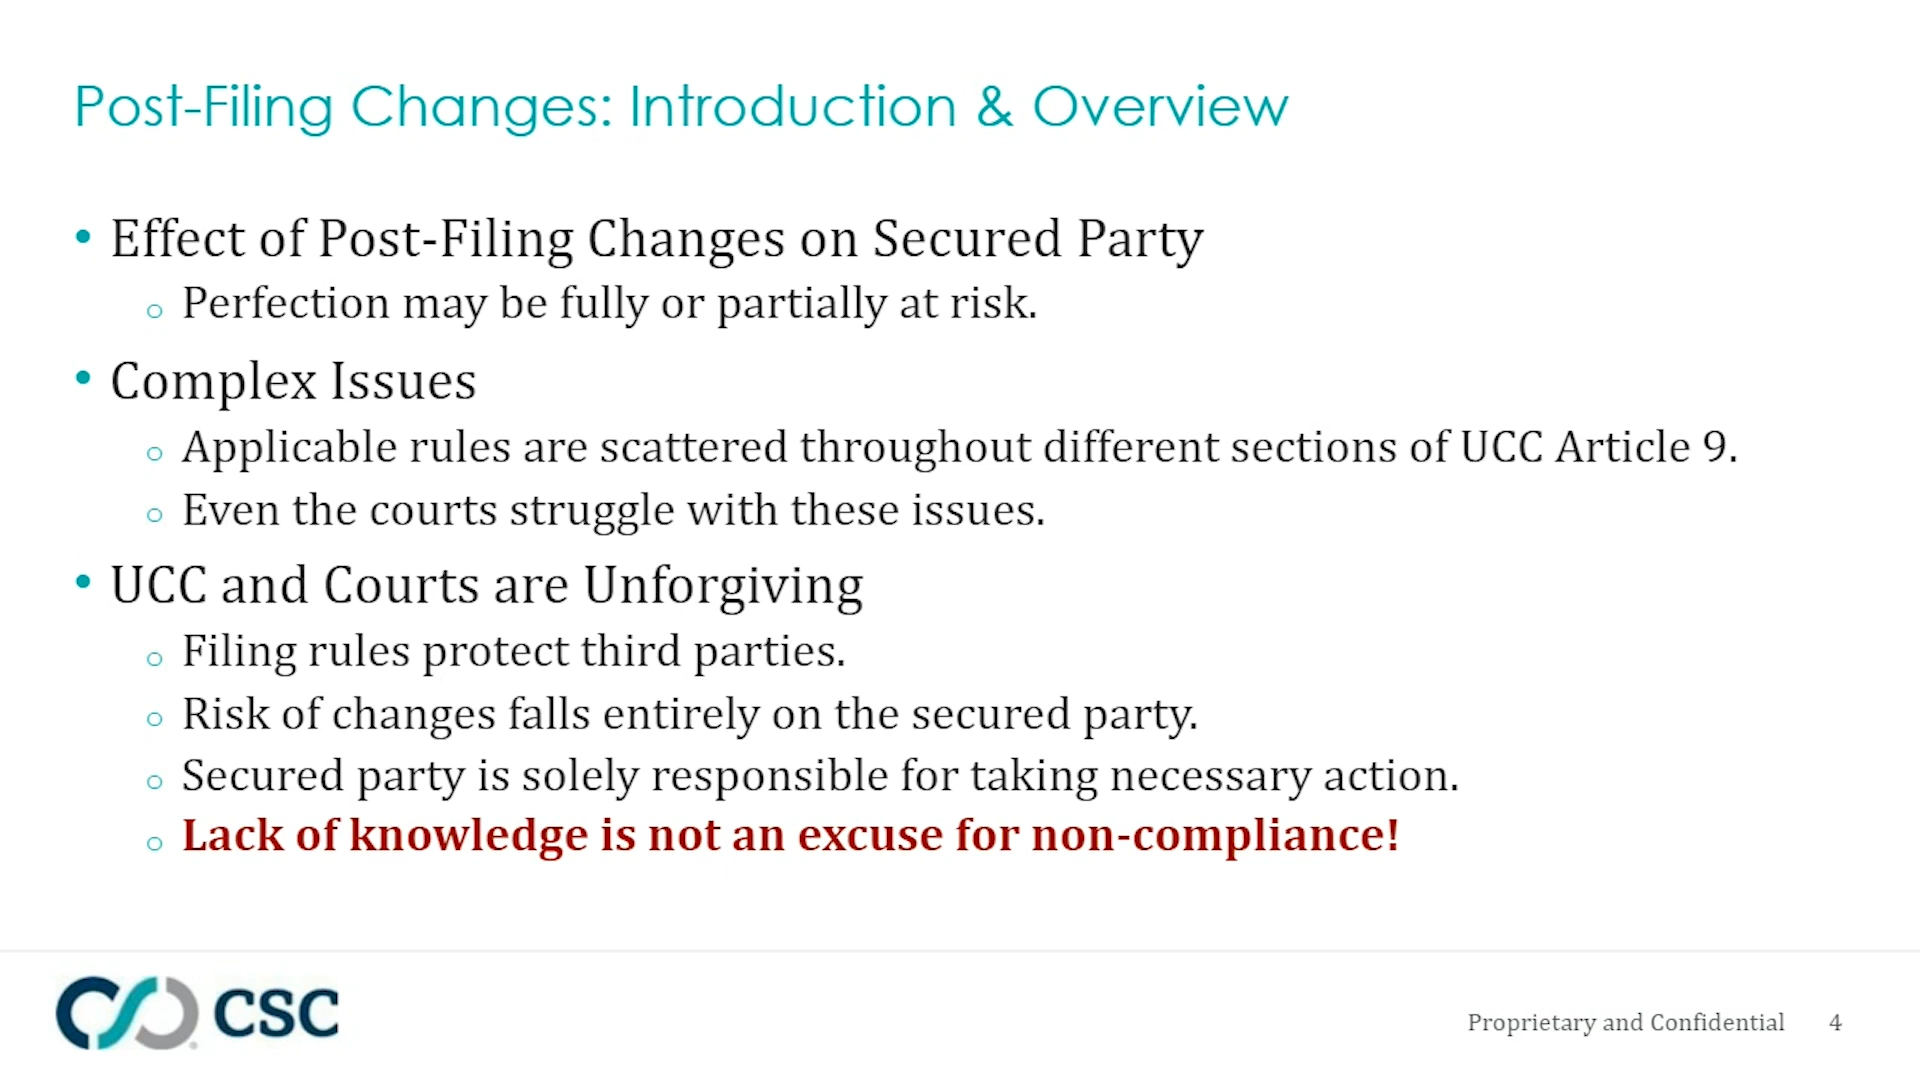 Post-Filing Changes: Introduction & Overview
• Effect of Post-Filing Changes on Secured Party
o Perfection may be fully or partially at risk.
• Complex Issues
o Applicable rules are scattered throughout different sections of UCC Article 9.
o Even the courts struggle with these issues.
• UCC and Courts are Unforgiving
o Filing rules protect third parties.
o Risk of changes falls entirely on the secured party.
o Secured party is solely responsible for taking necessary action.
o Lack of knowledge is not an excuse for non-compliance!
CSC
Proprietary and Confidential 4